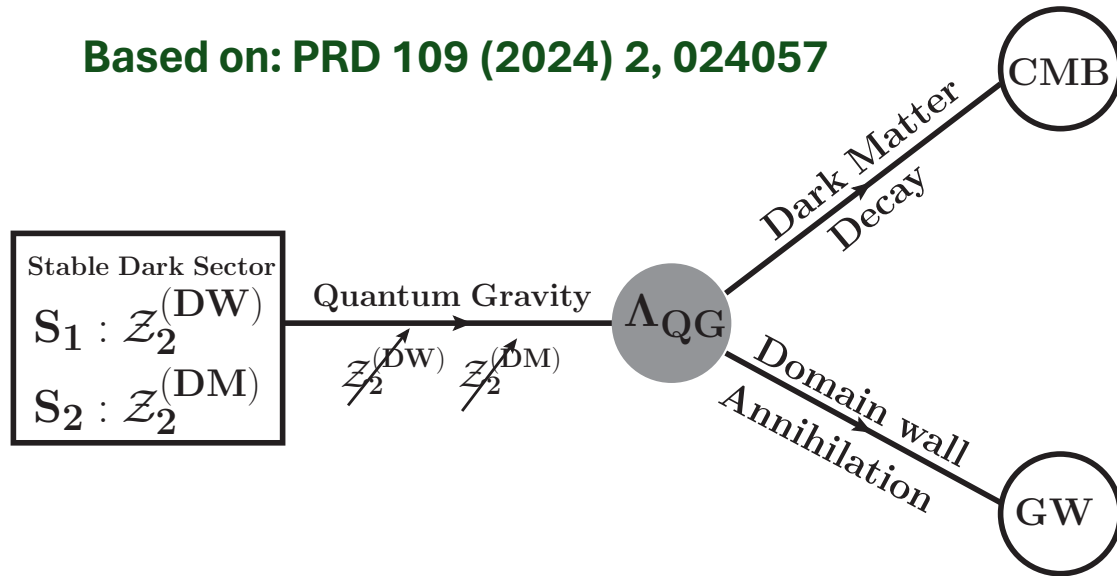 Based on: PRD 109 (2024) 2, 024057
CMB
Dark Matter
Decay
Stable Dark Sector
S₁ : 𝒵₂^(DW)
S₂ : 𝒵₂^(DM)
Quantum Gravity
𝒵₂^(DW) 𝒵₂^(DM)
Λ_QG
Domain wall
Annihilation
GW